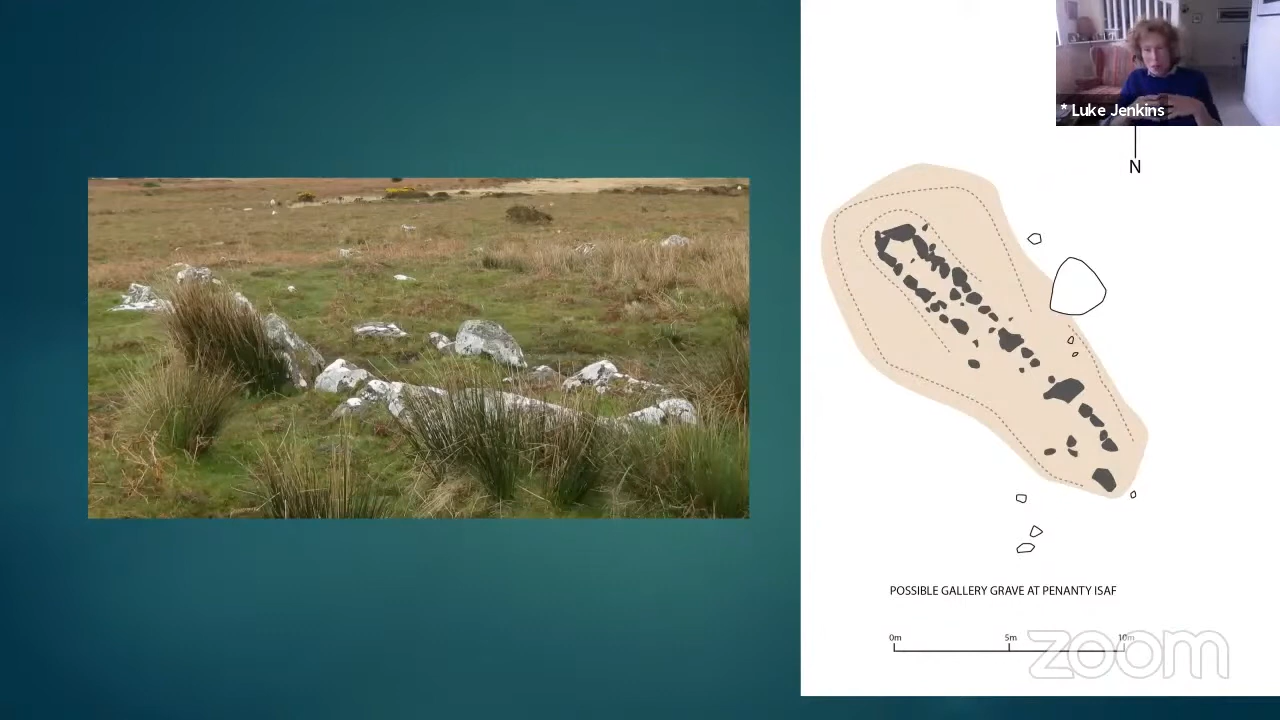 * Luke Jenkins
N
POSSIBLE GALLERY GRAVE AT PENANTY ISAF
0m 5m 10m
zoom